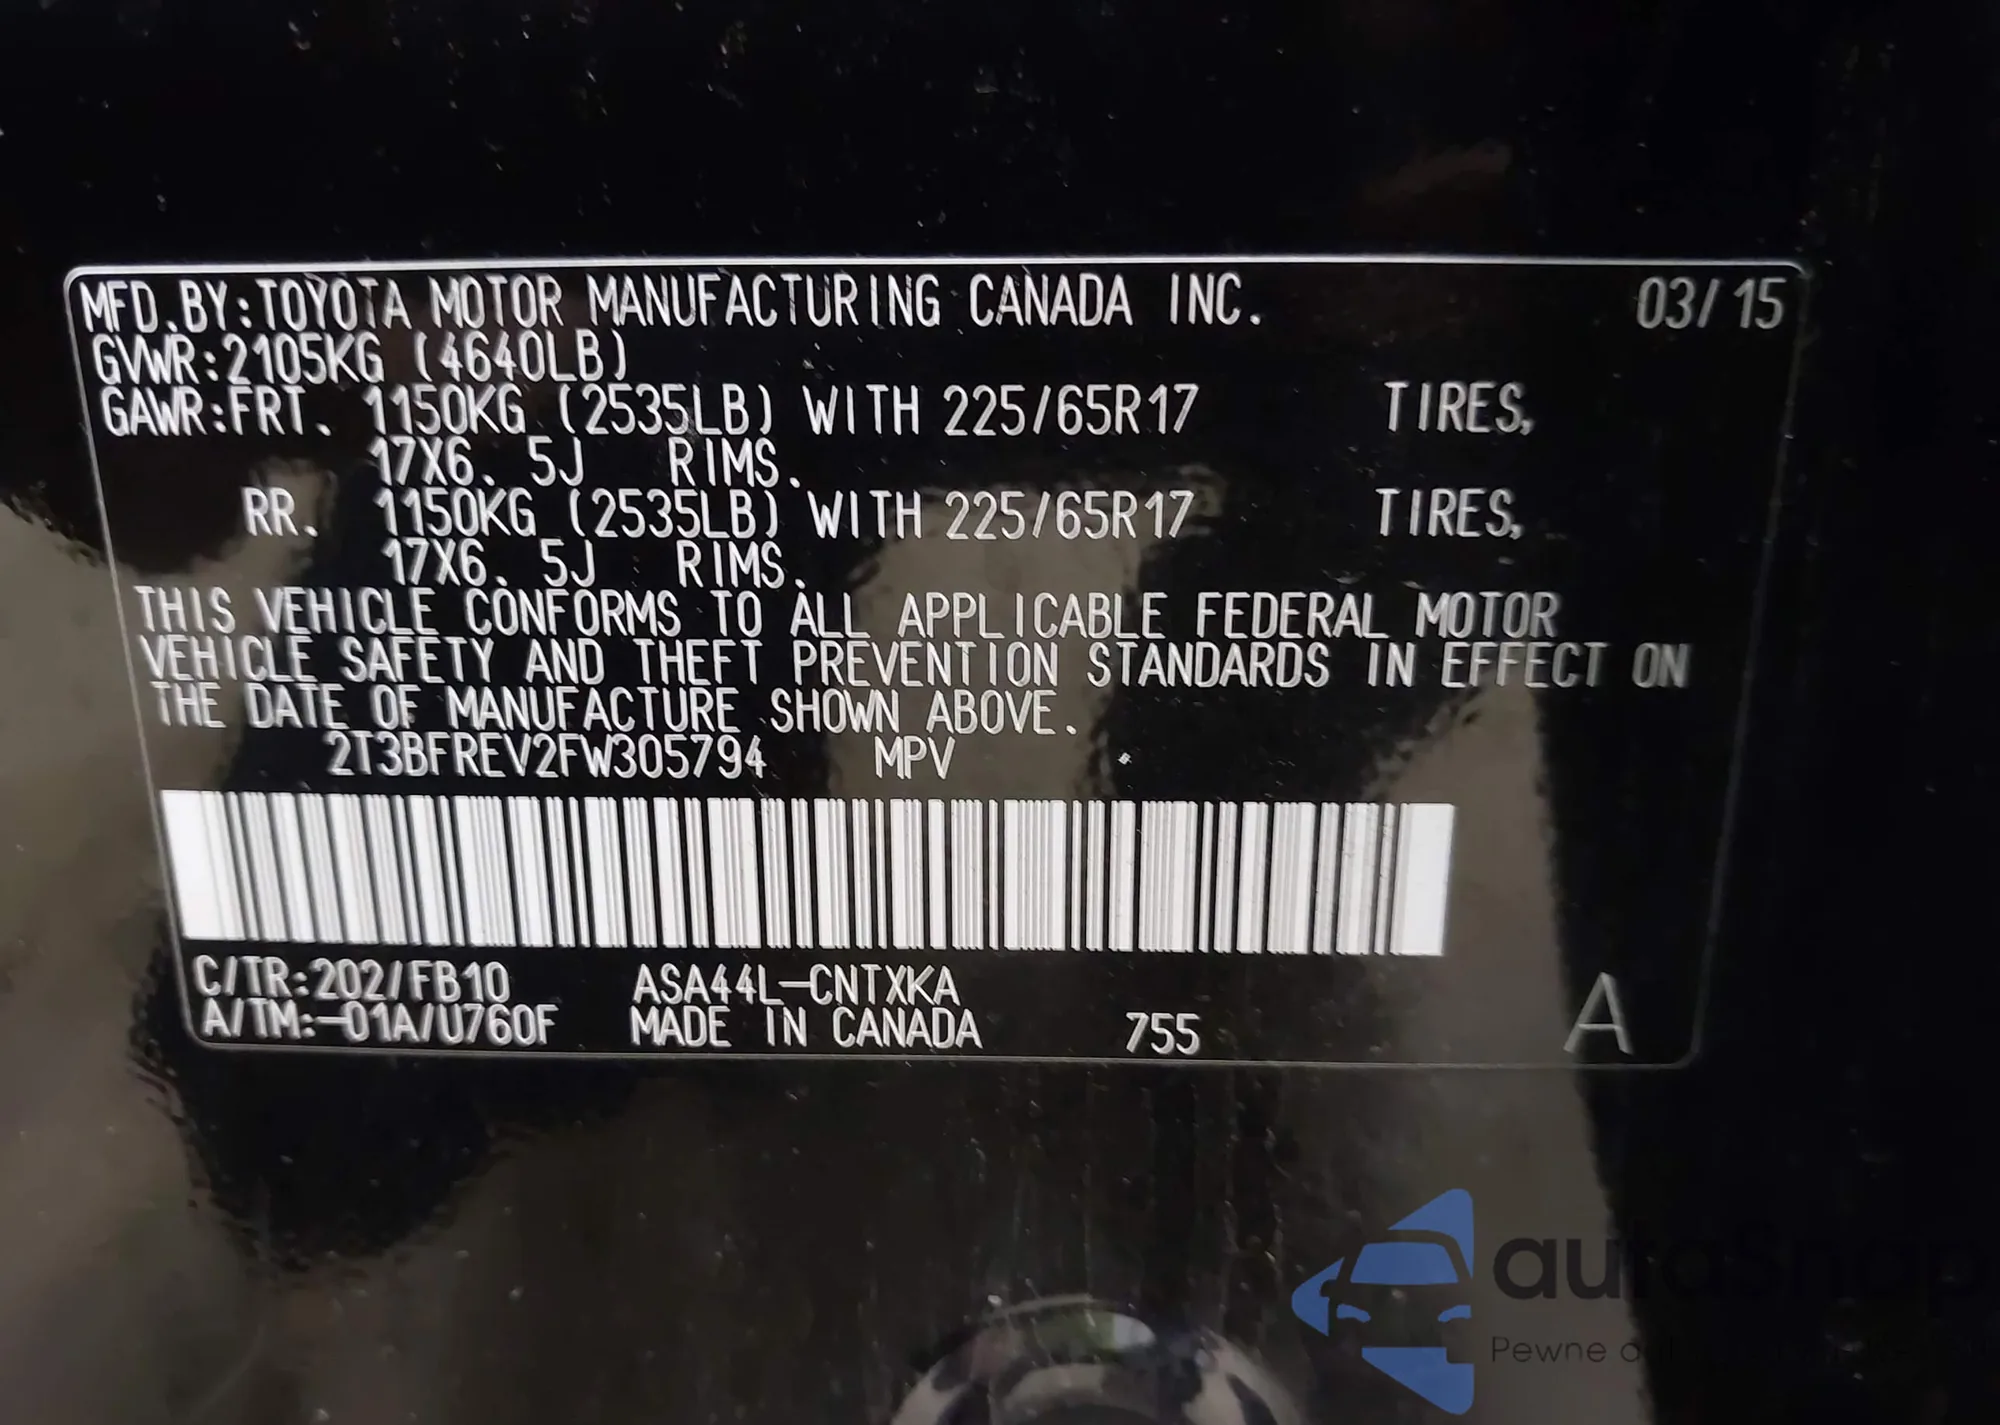 MFD.BY:TOYOTA MOTOR MANUFACTURING CANADA INC. 03/15
GVWR:2105KG (4640LB)
GAWR:FRT. 1150KG (2535LB) WITH 225/65R17 TIRES,
17X6.5J RIMS.
RR. 1150KG (2535LB) WITH 225/65R17 TIRES,
17X6.5J RIMS.
THIS VEHICLE CONFORMS TO ALL APPLICABLE FEDERAL MOTOR
VEHICLE SAFETY AND THEFT PREVENTION STANDARDS IN EFFECT ON
THE DATE OF MANUFACTURE SHOWN ABOVE.
2T3BFREV2FW305794 MPV
C/TR:202/FB10 ASA44L-CNTXKA
A/TM:-01A/U760F MADE IN CANADA 755 A
autosnap
Pewne